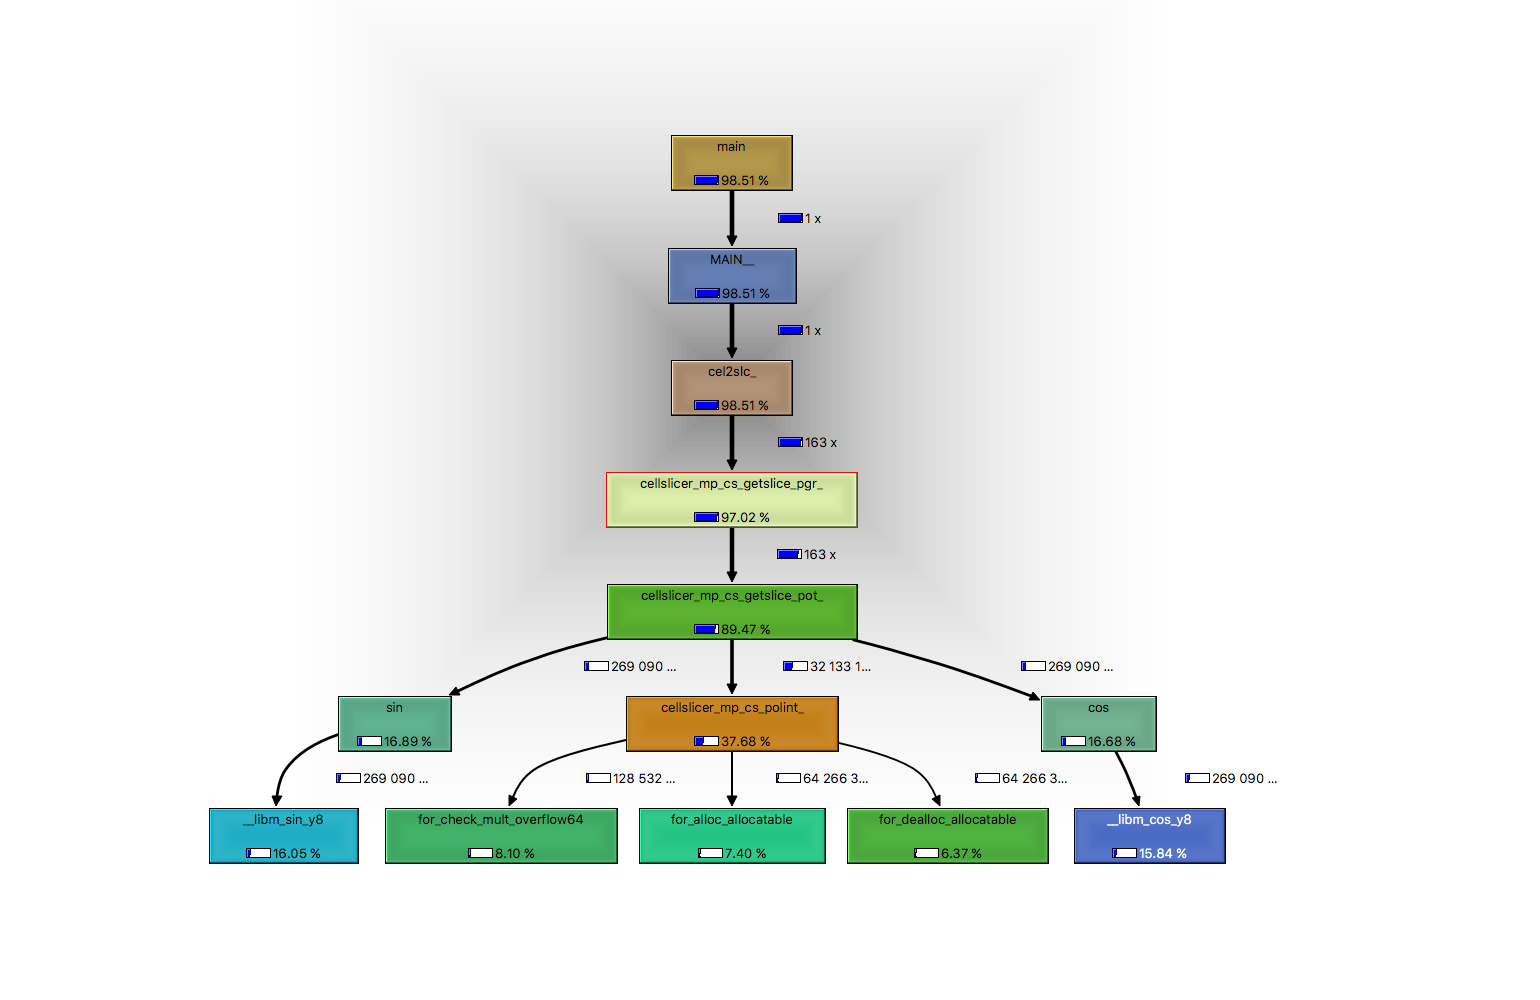 main
98.51 %
1 x
MAIN__
98.51 %
1 x
cel2slc_
98.51 %
163 x
cellslicer_mp_cs_getslice_pgr_
97.02 %
163 x
cellslicer_mp_cs_getslice_pot_
89.47 %
269 090 ...
32 133 1...
269 090 ...
sin
16.89 %
cellslicer_mp_cs_polint_
37.68 %
cos
16.68 %
269 090 ...
128 532 ...
64 266 3...
64 266 3...
269 090 ...
__libm_sin_y8
16.05 %
for_check_mult_overflow64
8.10 %
for_alloc_allocatable
7.40 %
for_dealloc_allocatable
6.37 %
__libm_cos_y8
15.84 %